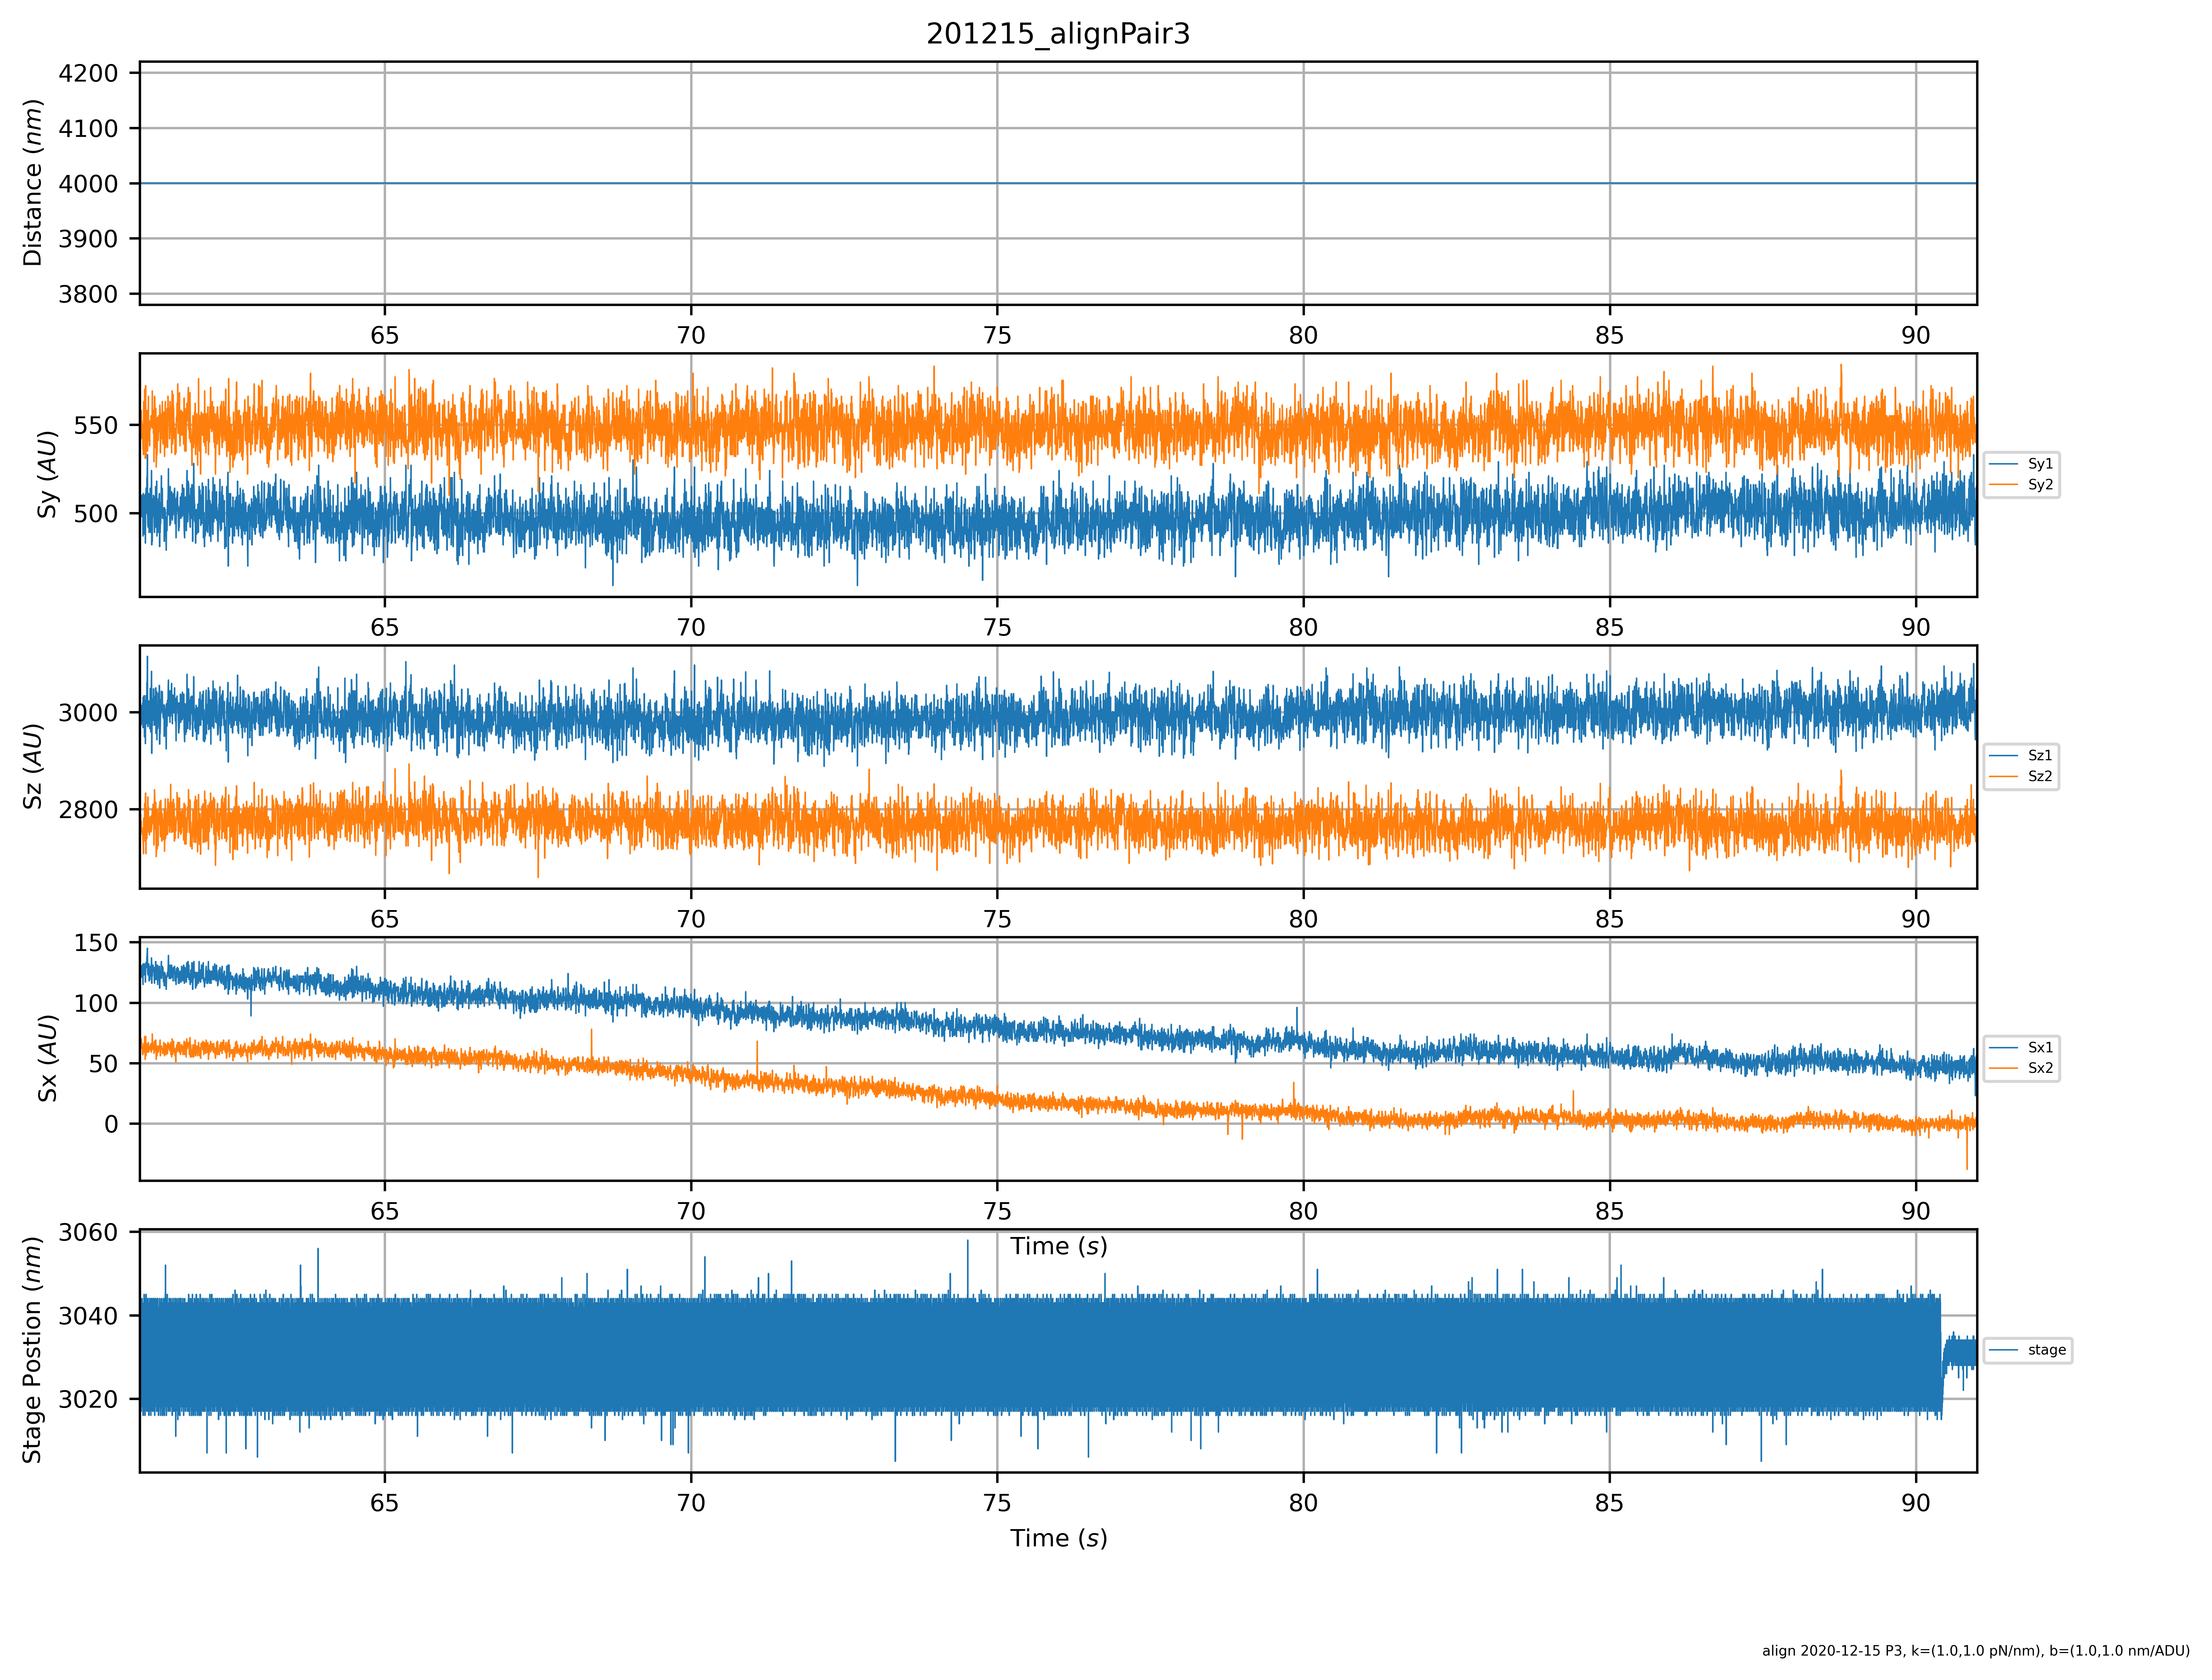 201215_alignPair3
4200
4100
4000
3900
3800
Distance (nm)
65 70 75 80 85 90
550
500
Sy (AU)
Sy1
Sy2
65 70 75 80 85 90
3000
2800
Sz (AU)
Sz1
Sz2
65 70 75 80 85 90
150
100
50
0
Sx (AU)
Sx1
Sx2
65 70 75 80 85 90
Time (s)
3060
3040
3020
Stage Postion (nm)
stage
65 70 75 80 85 90
Time (s)
align 2020-12-15 P3, k=(1.0,1.0 pN/nm), b=(1.0,1.0 nm/ADU)